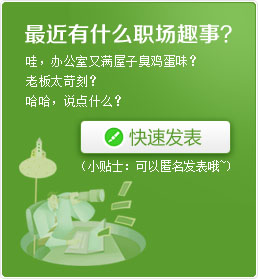 最近有什么职场趣事?
哇，办公室又满屋子臭鸡蛋味？
老板太苛刻？
哈哈，说点什么？
快速发表
（小贴士：可以匿名发表哦~）